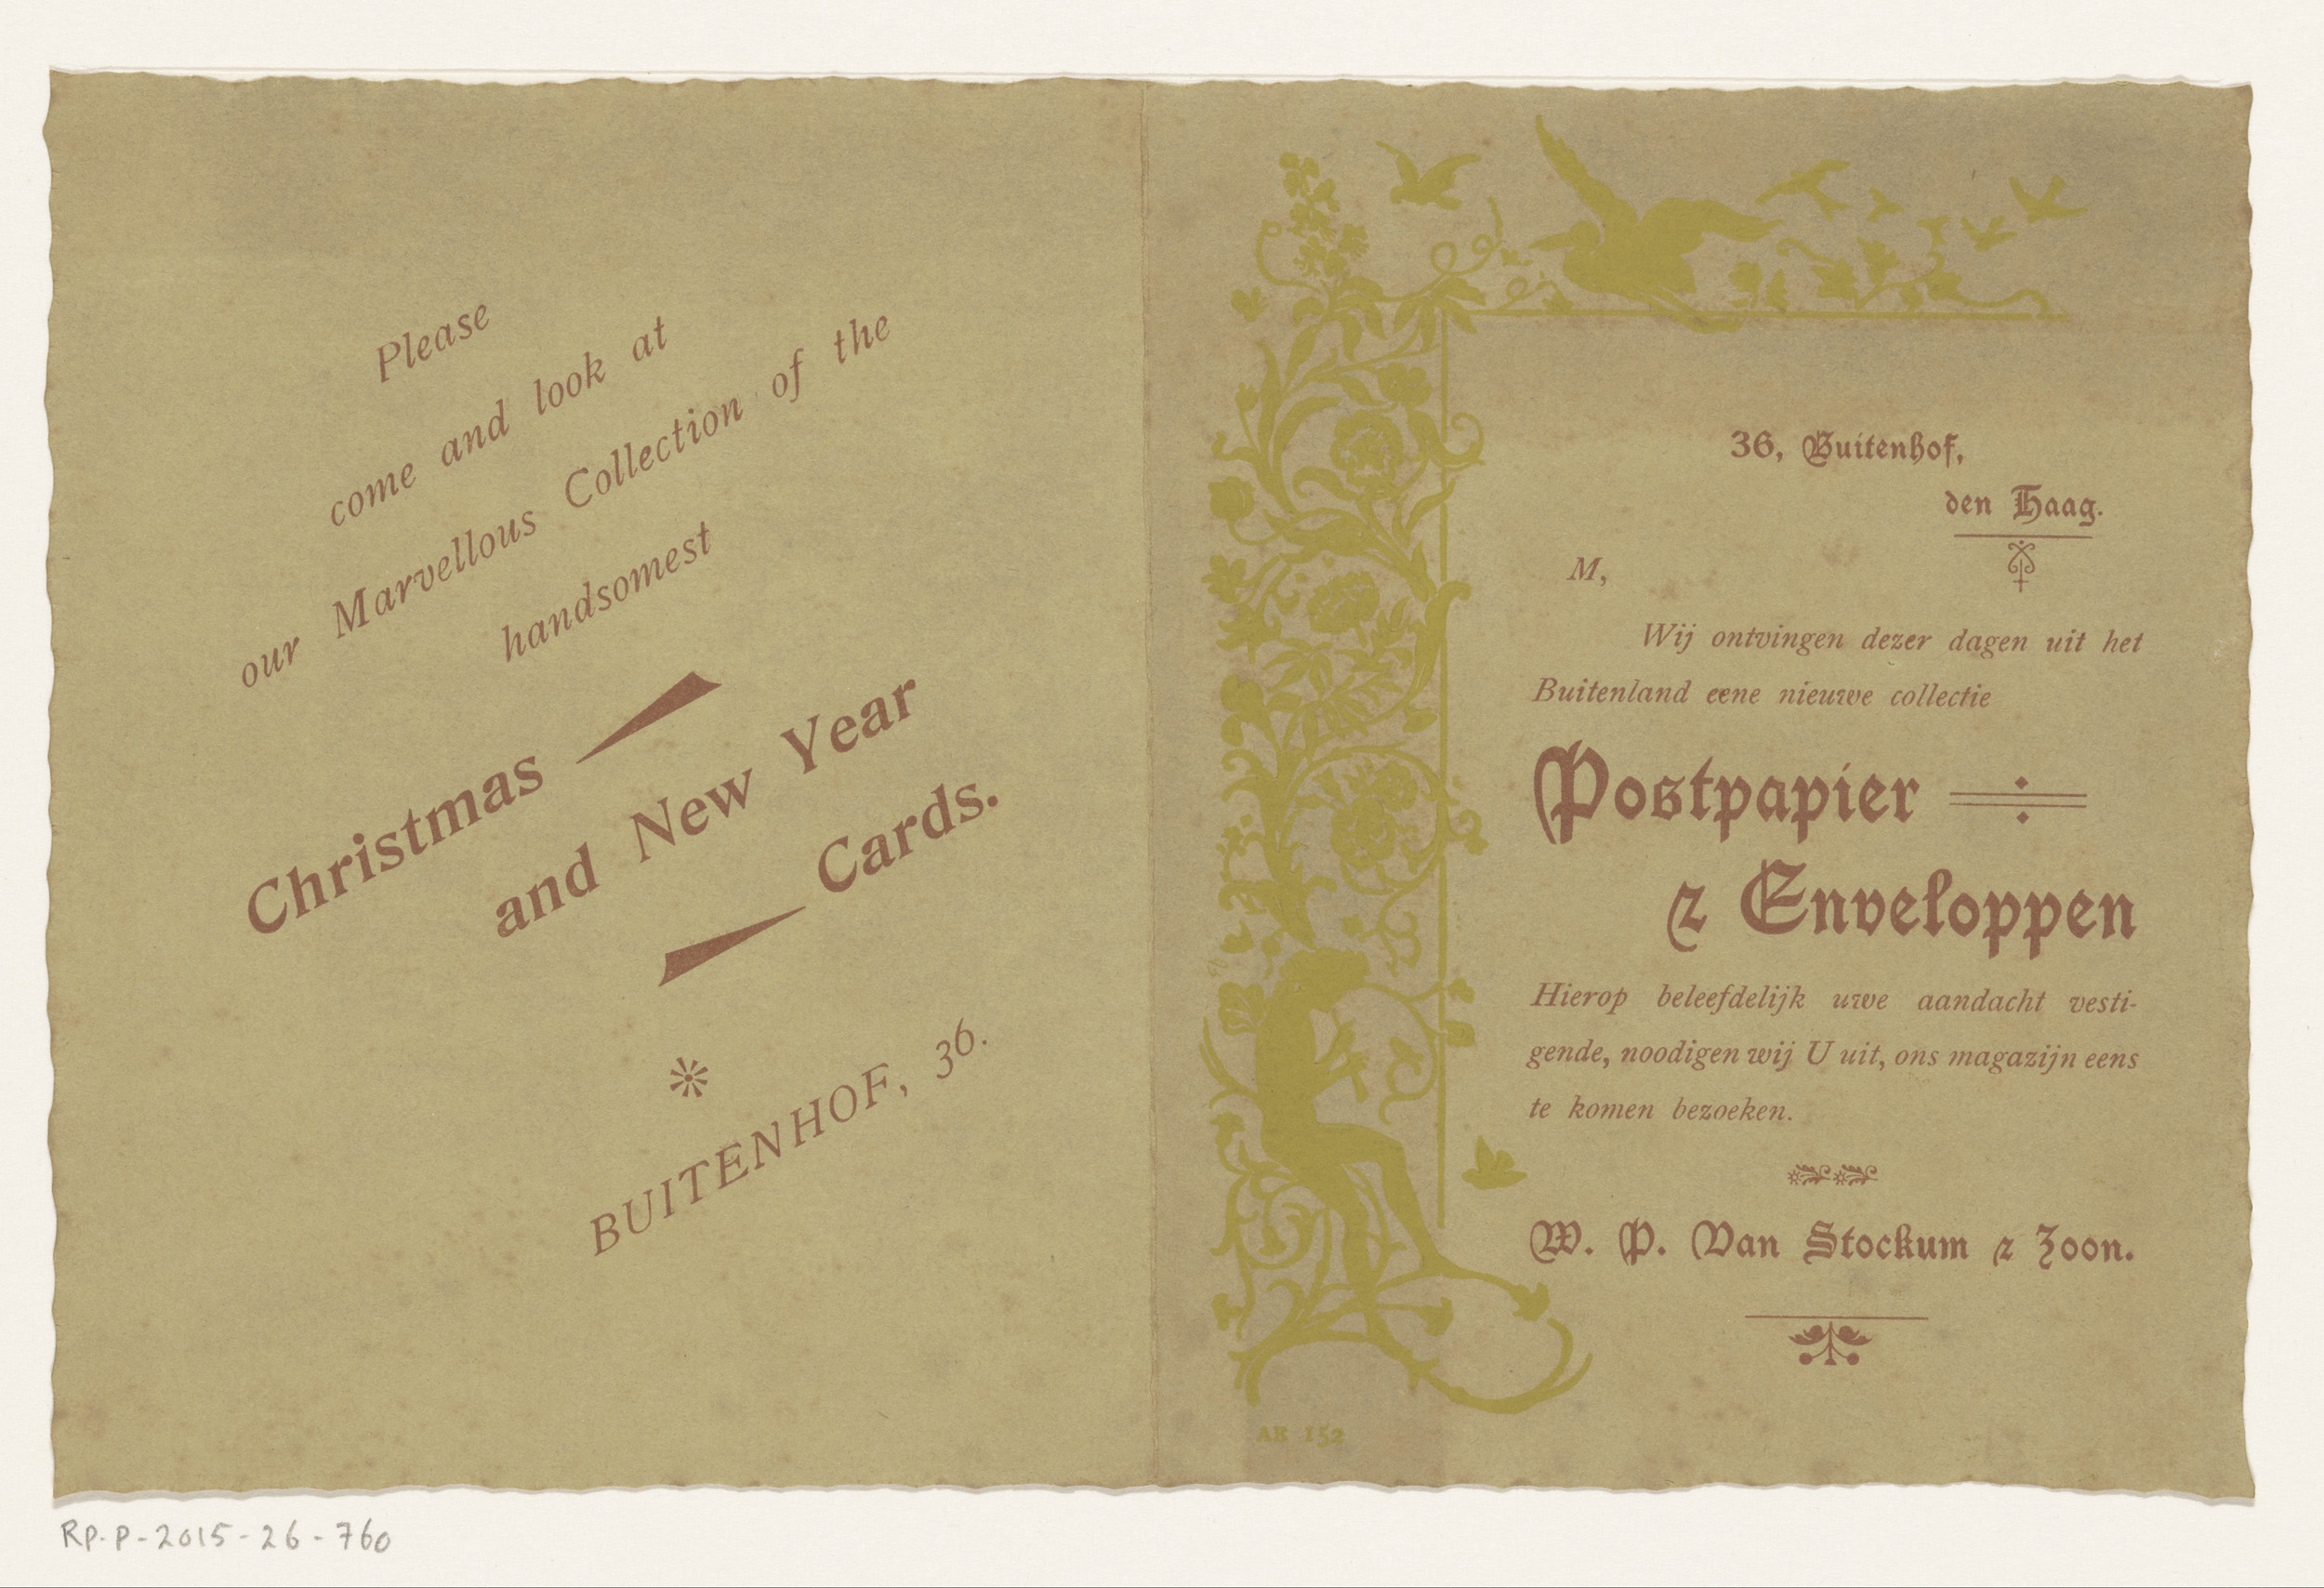 Please
come and look at
our Marvellous Collection of the
handsomest
Christmas
and New Year
Cards.
BUITENHOF, 36.
36, Buitenhof,
den Haag.
M,
Wij ontvingen dezer dagen uit het
Buitenland eene nieuwe collectie
Postpapier
& Enveloppen
Hierop beleefdelijk uwe aandacht vesti-
gende, noodigen wij U uit, ons magazijn eens
te komen bezoeken.
W. P. Van Stockum & Zoon.
AR 152
RP-P-2015-26-760